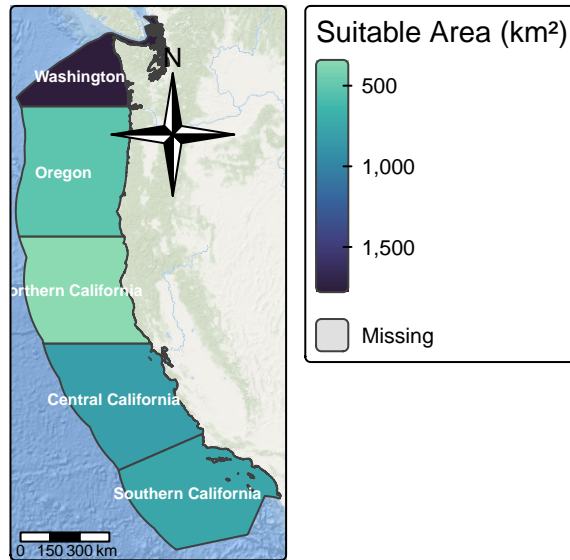 N
Washington
Oregon
orthern California
Central California
Southern California
0 150 300 km
Suitable Area (km²)
500
1,000
1,500
Missing